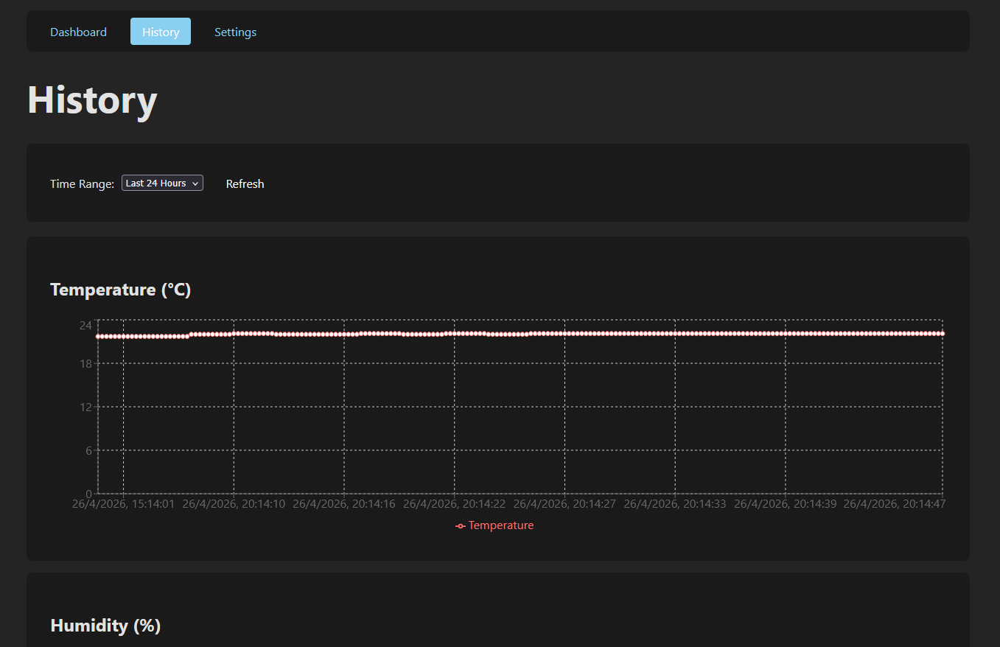 Dashboard History Settings
History
Time Range: Last 24 Hours Refresh
Temperature (°C)
24
18
12
6
0
26/4/2026, 15:14:01 26/4/2026, 20:14:10 26/4/2026, 20:14:16 26/4/2026, 20:14:22 26/4/2026, 20:14:27 26/4/2026, 20:14:33 26/4/2026, 20:14:39 26/4/2026, 20:14:47
Temperature
Humidity (%)